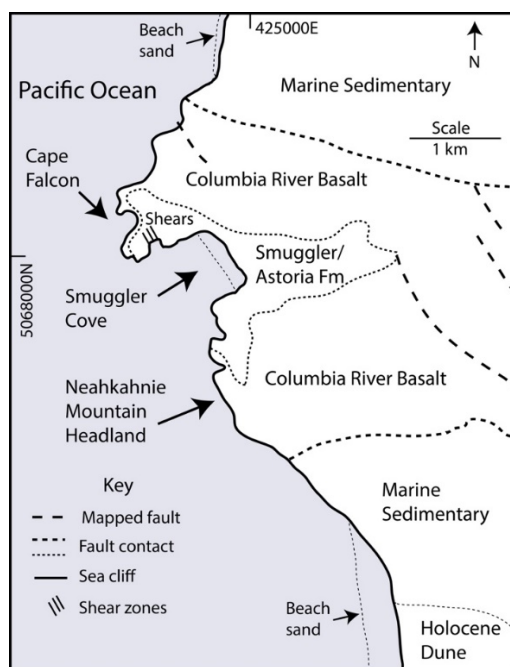 Beach
sand
425000E
N
Pacific Ocean
Marine Sedimentary
Scale
1 km
Cape
Falcon
Columbia River Basalt
Shears
Smuggler/
Astoria Fm
5068000N
Smuggler
Cove
Columbia River Basalt
Neahkahnie
Mountain
Headland
Key
Mapped fault
Fault contact
Sea cliff
Shear zones
Marine
Sedimentary
Beach
sand
Holocene
Dune